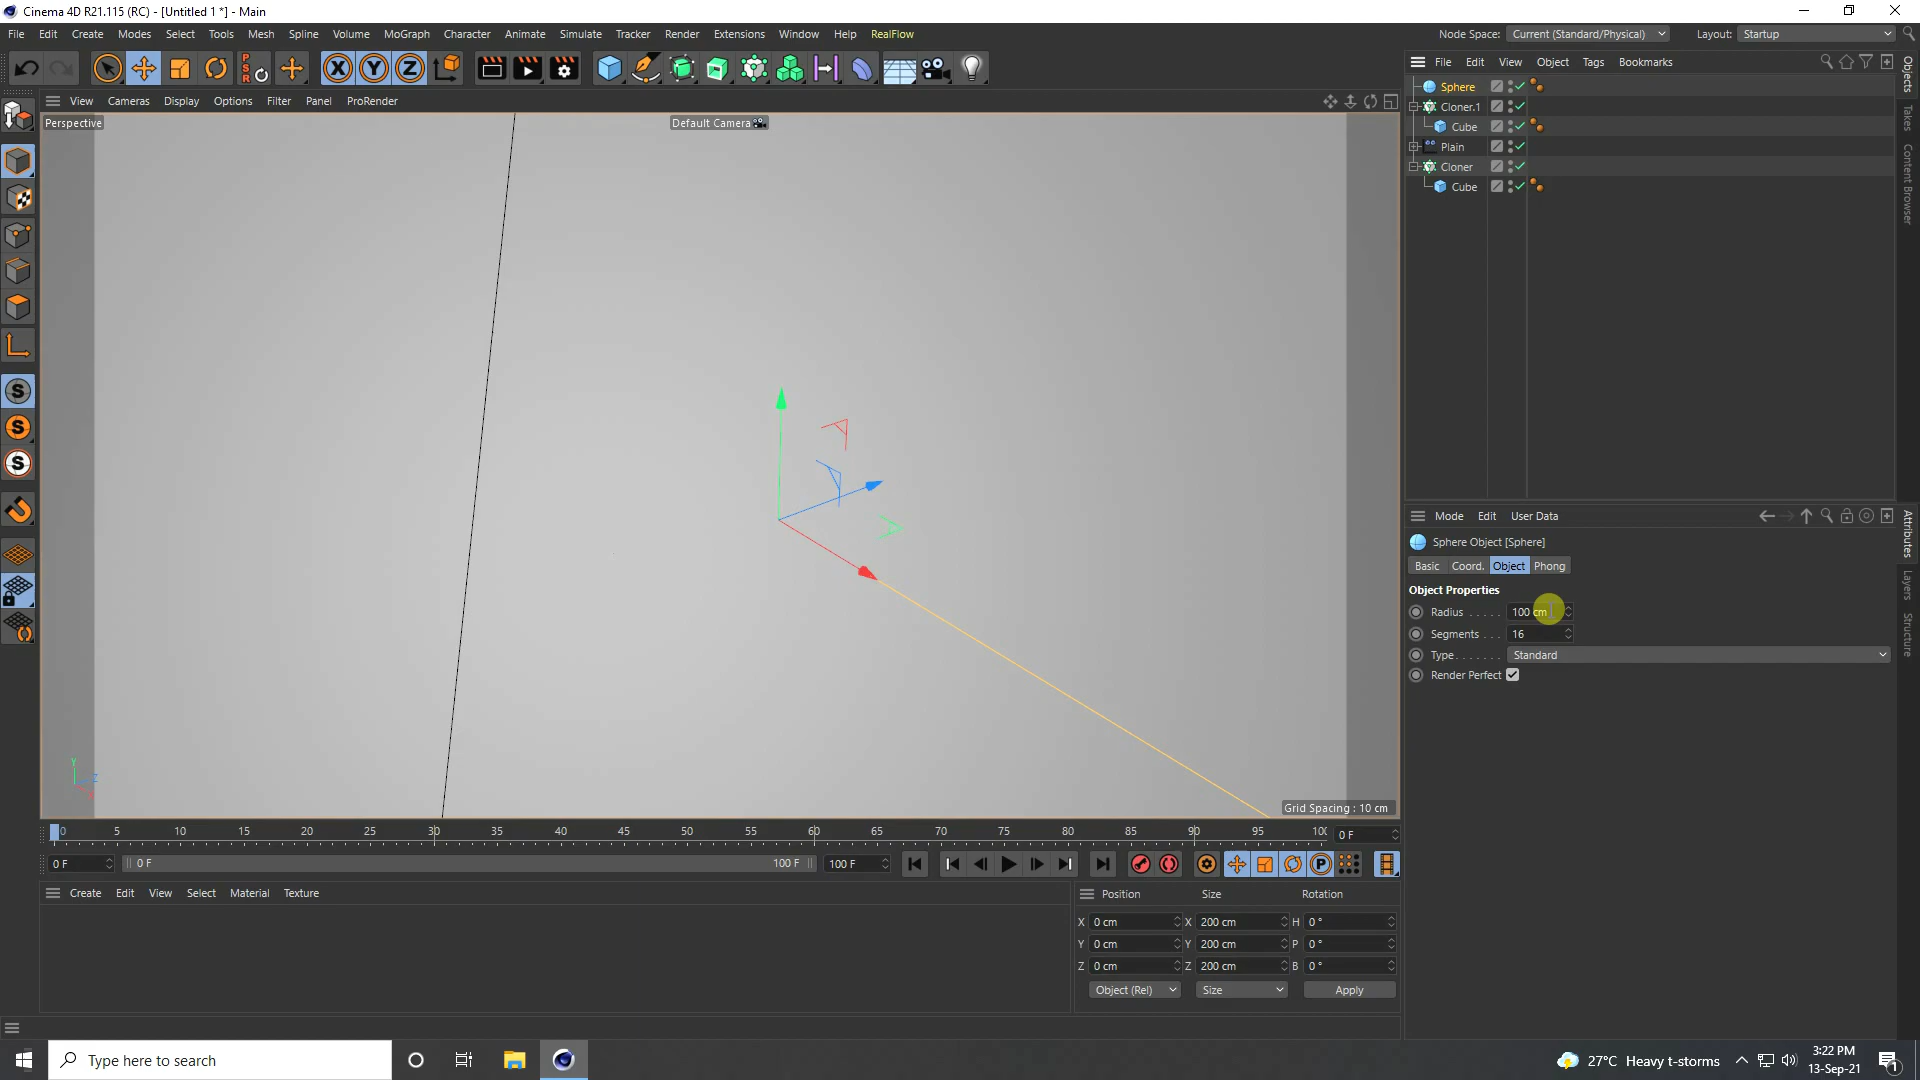 Cinema 4D R21.115 (RC) - [Untitled 1 *] - Main
File Edit Create Modes Select Tools Mesh Spline Volume MoGraph Character Animate Simulate Tracker Render Extensions Window Help RealFlow
Node Space: Current (Standard/Physical) Layout: Startup
P
S
R
X Y Z
File Edit View Object Tags Bookmarks
View Cameras Display Options Filter Panel ProRender
Perspective
Default Camera
Sphere
Cloner.1
Cube
Plain
Cloner
Cube
Objects
Takes
Content Browser
S
S
S
Mode Edit User Data
Sphere Object [Sphere]
Basic Coord. Object Phong
Object Properties
Radius . . . . . 100 cm
Segments . . . 16
Type. . . . . . . Standard
Render Perfect
Attributes
Layers
Structure
Y
Z
Grid Spacing : 10 cm
0 5 10 15 20 25 30 35 40 45 50 55 60 65 70 75 80 85 90 95 100 0 F
0 F 0 F 100 F 100 F
P
Create Edit View Select Material Texture
Position Size Rotation
X 0 cm X 200 cm H 0 °
Y 0 cm Y 200 cm P 0 °
Z 0 cm Z 200 cm B 0 °
Object (Rel) Size Apply
Type here to search
27°C Heavy t-storms
3:22 PM
13-Sep-21
1